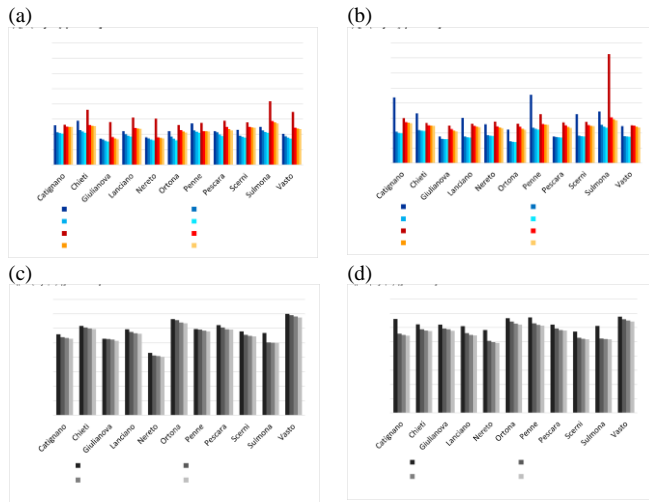 (a)
(b)
Catignano Chieti Giulianova Lanciano Nereto Ortona Penne Pescara Scerni Sulmona Vasto
Catignano Chieti Giulianova Lanciano Nereto Ortona Penne Pescara Scerni Sulmona Vasto
(c)
(d)
Catignano Chieti Giulianova Lanciano Nereto Ortona Penne Pescara Scerni Sulmona Vasto
Catignano Chieti Giulianova Lanciano Nereto Ortona Penne Pescara Scerni Sulmona Vasto